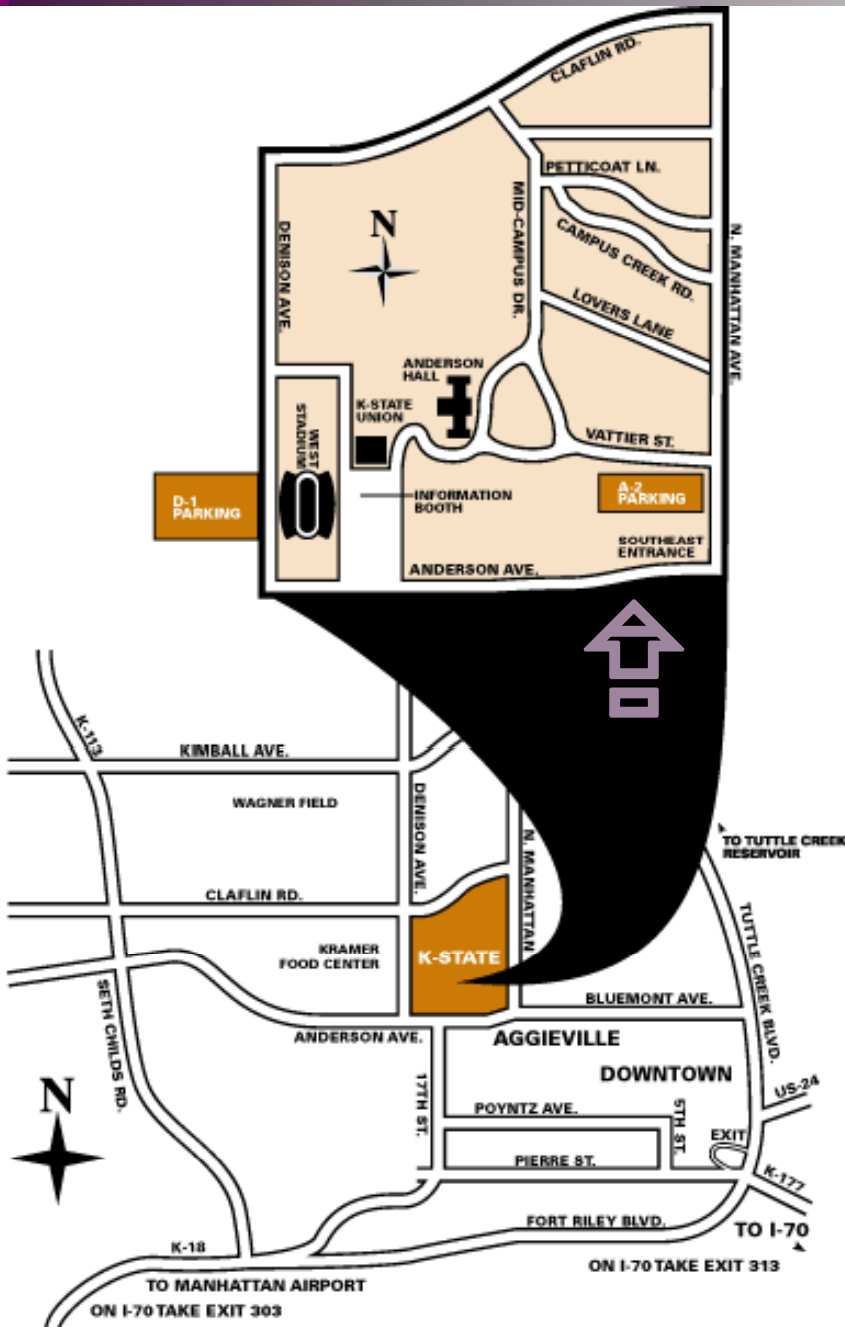 CLAFLIN RD.
PETTICOAT LN.
MID-CAMPUS DR.
N
DENISON AVE.
CAMPUS CREEK RD.
N. MANHATTAN AVE.
LOVERS LANE
ANDERSON
HALL
K-STATE
UNION
WEST
STADIUM
VATTIER ST.
D-1
PARKING
INFORMATION
BOOTH
A-2
PARKING
SOUTHEAST
ENTRANCE
ANDERSON AVE.
K-113
KIMBALL AVE.
WAGNER FIELD
DENISON AVE.
N. MANHATTAN
TO TUTTLE CREEK
RESERVOIR
CLAFLIN RD.
TUTTLE CREEK BLVD.
KRAMER
FOOD CENTER
K-STATE
SETH CHILDS RD.
BLUEMONT AVE.
ANDERSON AVE.
AGGIEVILLE
DOWNTOWN
N
17TH ST.
US-24
POYNTZ AVE.
5TH ST.
EXIT
PIERRE ST.
K-177
FORT RILEY BLVD.
TO I-70
K-18
ON I-70 TAKE EXIT 313
TO MANHATTAN AIRPORT
ON I-70 TAKE EXIT 303